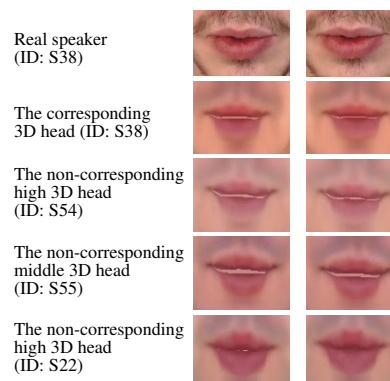 Real speaker
(ID: S38)
The corresponding
3D head (ID: S38)
The non-corresponding
high 3D head
(ID: S54)
The non-corresponding
middle 3D head
(ID: S55)
The non-corresponding
high 3D head
(ID: S22)